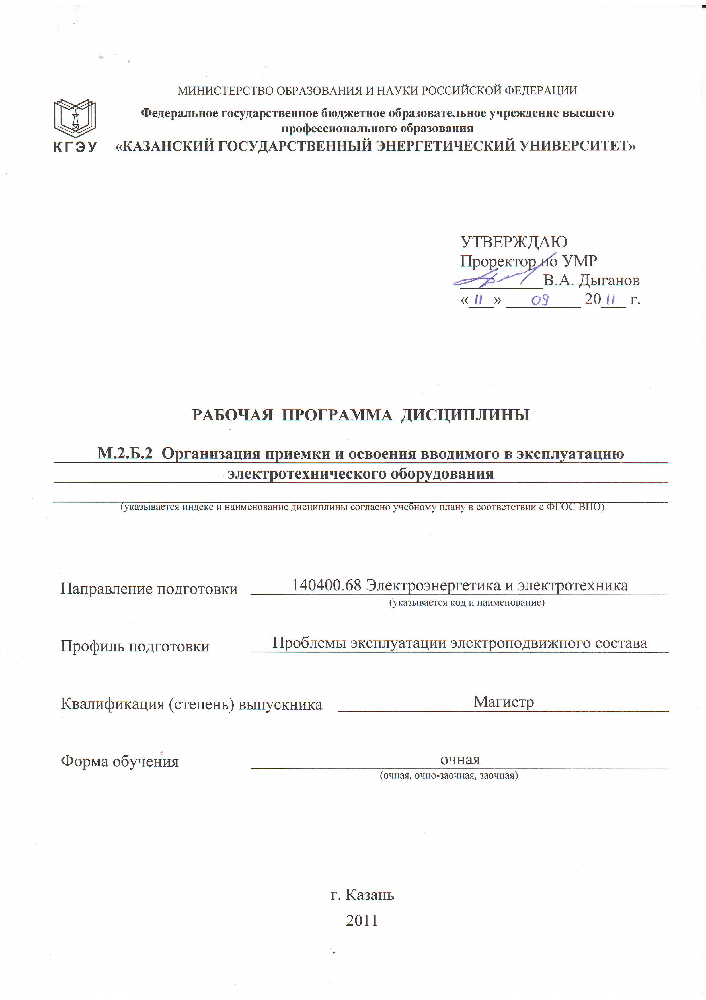 МИНИСТЕРСТВО ОБРАЗОВАНИЯ И НАУКИ РОССИЙСКОЙ ФЕДЕРАЦИИ
Федеральное государственное бюджетное образовательное учреждение высшего
профессионального образования
КГЭУ «КАЗАНСКИЙ ГОСУДАРСТВЕННЫЙ ЭНЕРГЕТИЧЕСКИЙ УНИВЕРСИТЕТ»
УТВЕРЖДАЮ
Проректор по УМР
В.А. Дыганов
« 11 » 09 2011 г.
РАБОЧАЯ ПРОГРАММА ДИСЦИПЛИНЫ
М.2.Б.2 Организация приемки и освоения вводимого в эксплуатацию
электротехнического оборудования
(указывается индекс и наименование дисциплины согласно учебному плану в соответствии с ФГОС ВПО)
Направление подготовки 140400.68 Электроэнергетика и электротехника
(указывается код и наименование)
Профиль подготовки Проблемы эксплуатации электроподвижного состава
Квалификация (степень) выпускника Магистр
Форма обучения очная
(очная, очно-заочная, заочная)
г. Казань
2011